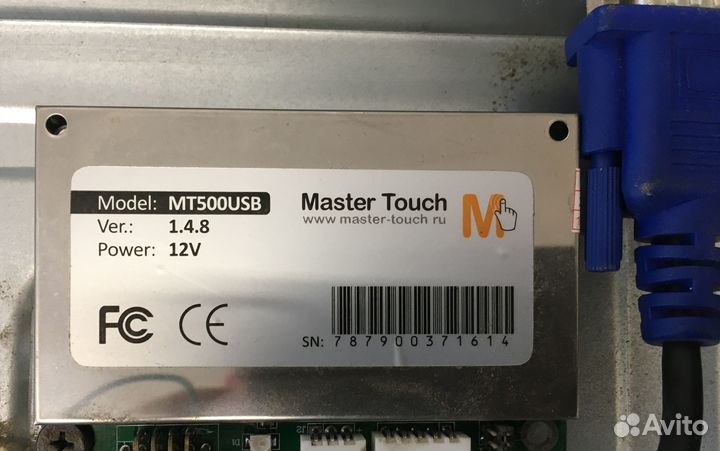 Model: MT500USB
Ver.: 1.4.8
Power: 12V
Master Touch
www master-touch ru
M
FC CE
SN: 787900371614
D1
Avito